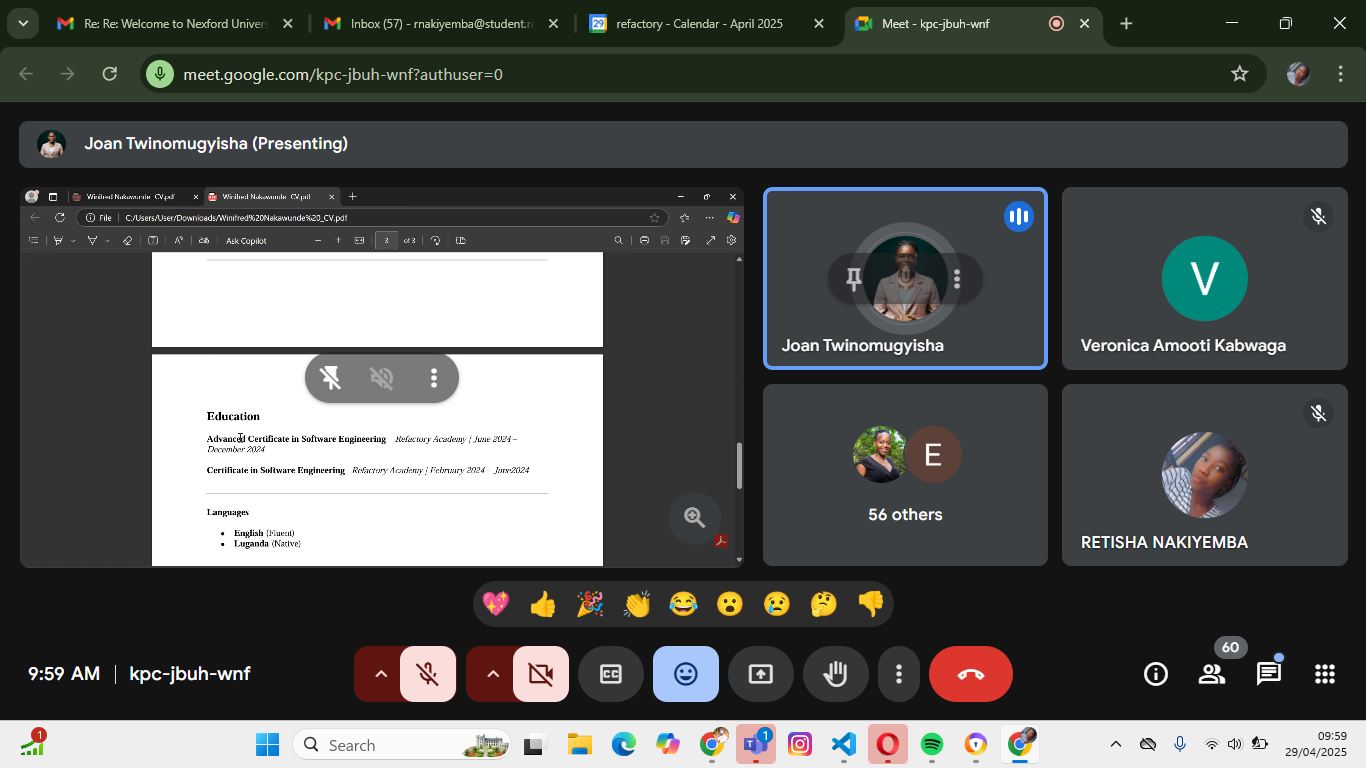 Re: Re: Welcome to Nexford Univer
Inbox (57) - rnakiyemba@student.r
refactory - Calendar - April 2025
Meet - kpc-jbuh-wnf
meet.google.com/kpc-jbuh-wnf?authuser=0
Joan Twinomugyisha (Presenting)
Winifred Nakawunde CV.pdf
Winifred Nakawunde CV.pdf
File
C:/Users/User/Downloads/Winifred%20Nakawunde%20_CV.pdf
Ask Copilot
3
of 3
Education
Advanced Certificate in Software Engineering Refactory Academy | June 2024 –
December 2024
Certificate in Software Engineering Refactory Academy | February 2024 – June2024
Languages
• English (Fluent)
• Luganda (Native)
Joan Twinomugyisha
V
Veronica Amooti Kabwaga
E
56 others
RETISHA NAKIYEMBA
9:59 AM
kpc-jbuh-wnf
60
1
Search
1
09:59
29/04/2025